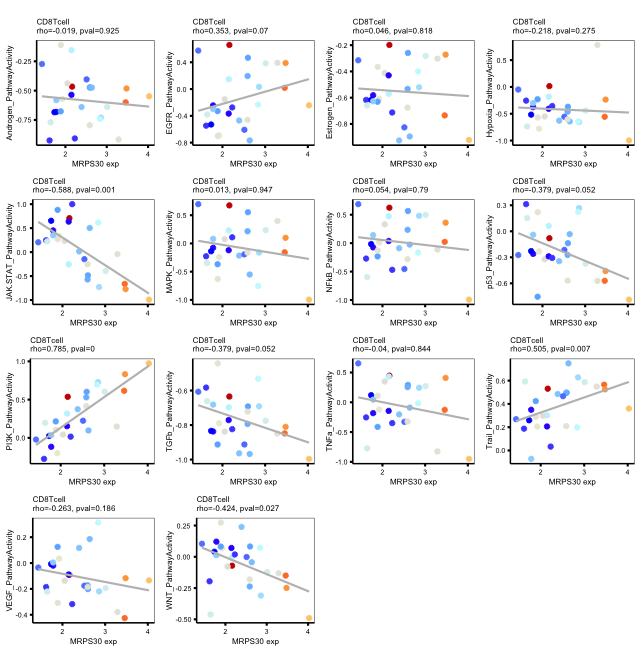 CD8Tcell
rho=-0.019, pval=0.925
Androgen_PathwayActivity
-0.25
-0.50
-0.75
2
3
4
MRPS30 exp
CD8Tcell
rho=0.353, pval=0.07
EGFR_PathwayActivity
0.4
0.0
-0.4
-0.8
2
3
4
MRPS30 exp
CD8Tcell
rho=0.046, pval=0.818
Estrogen_PathwayActivity
-0.2
-0.4
-0.6
-0.8
2
3
4
MRPS30 exp
CD8Tcell
rho=-0.218, pval=0.275
Hypoxia_PathwayActivity
0.5
0.0
-0.5
-1.0
2
3
4
MRPS30 exp
CD8Tcell
rho=-0.588, pval=0.001
JAK.STAT_PathwayActivity
1.0
0.5
0.0
-0.5
-1.0
2
3
4
MRPS30 exp
CD8Tcell
rho=0.013, pval=0.947
MAPK_PathwayActivity
0.5
0.0
-0.5
-1.0
2
3
4
MRPS30 exp
CD8Tcell
rho=0.054, pval=0.79
NFkB_PathwayActivity
0.5
0.0
-0.5
-1.0
2
3
4
MRPS30 exp
CD8Tcell
rho=-0.379, pval=0.052
p53_PathwayActivity
0.3
0.0
-0.3
-0.6
2
3
4
MRPS30 exp
CD8Tcell
rho=0.785, pval=0
PI3K_PathwayActivity
1.0
0.5
0.0
2
3
4
MRPS30 exp
CD8Tcell
rho=-0.379, pval=0.052
TGFb_PathwayActivity
-0.6
-0.8
-1.0
2
3
4
MRPS30 exp
CD8Tcell
rho=-0.04, pval=0.844
TNFa_PathwayActivity
0.5
0.0
-0.5
-1.0
2
3
4
MRPS30 exp
CD8Tcell
rho=0.505, pval=0.007
Trail_PathwayActivity
0.6
0.4
0.2
0.0
2
3
4
MRPS30 exp
CD8Tcell
rho=-0.263, pval=0.186
VEGF_PathwayActivity
0.2
0.0
-0.2
-0.4
2
3
4
MRPS30 exp
CD8Tcell
rho=-0.424, pval=0.027
WNT_PathwayActivity
0.25
0.00
-0.25
-0.50
2
3
4
MRPS30 exp